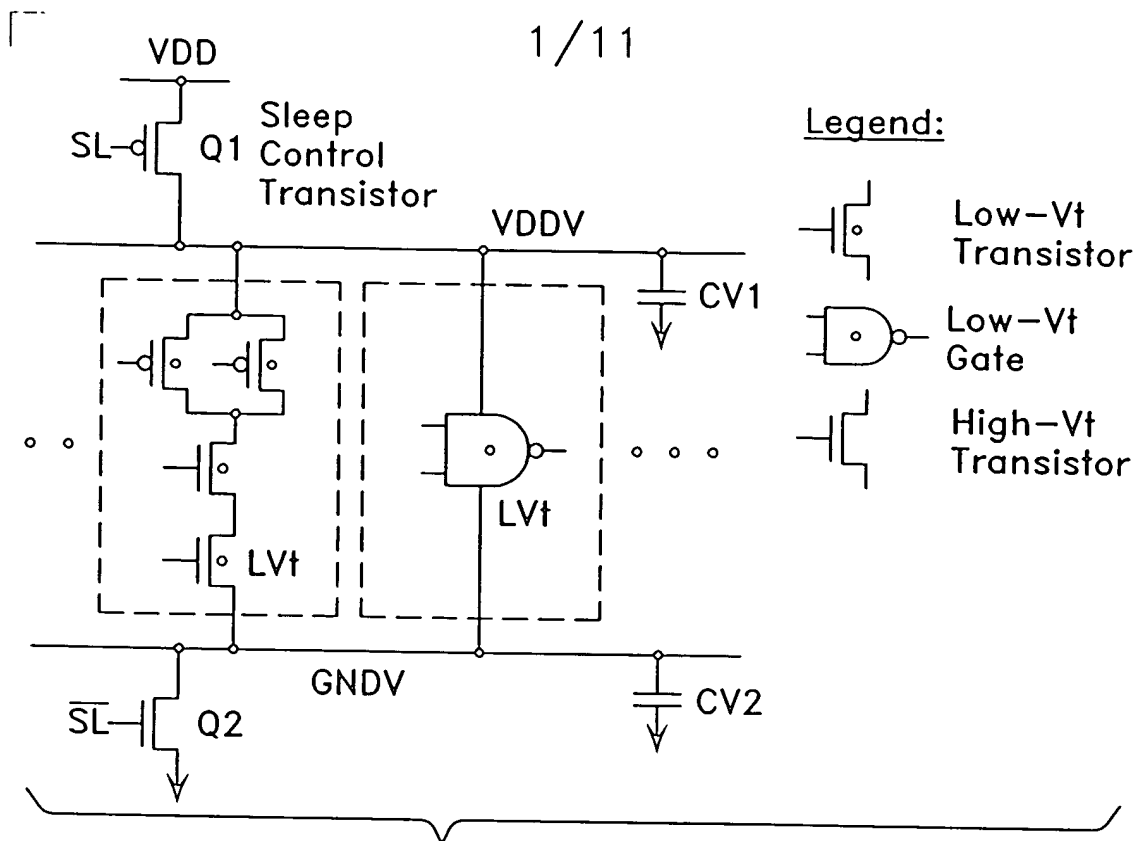 1/11
VDD
SL
Q1
Sleep
Control
Transistor
Legend:
VDDV
Low-Vt
Transistor
CV1
Low-Vt
Gate
High-Vt
Transistor
LVt
LVt
GNDV
S̅L̅
Q2
CV2